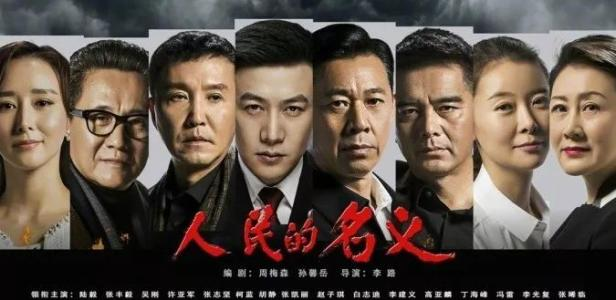 人民的名义
编剧：周梅森 孙馨岳 导演：李路
领衔主演：陆毅 张丰毅 吴刚 许亚军 张志坚 柯蓝 胡静 张凯丽 赵子琪 白志迪 李建义 高亚麟 丁海峰 冯雷 李光复 张晞临